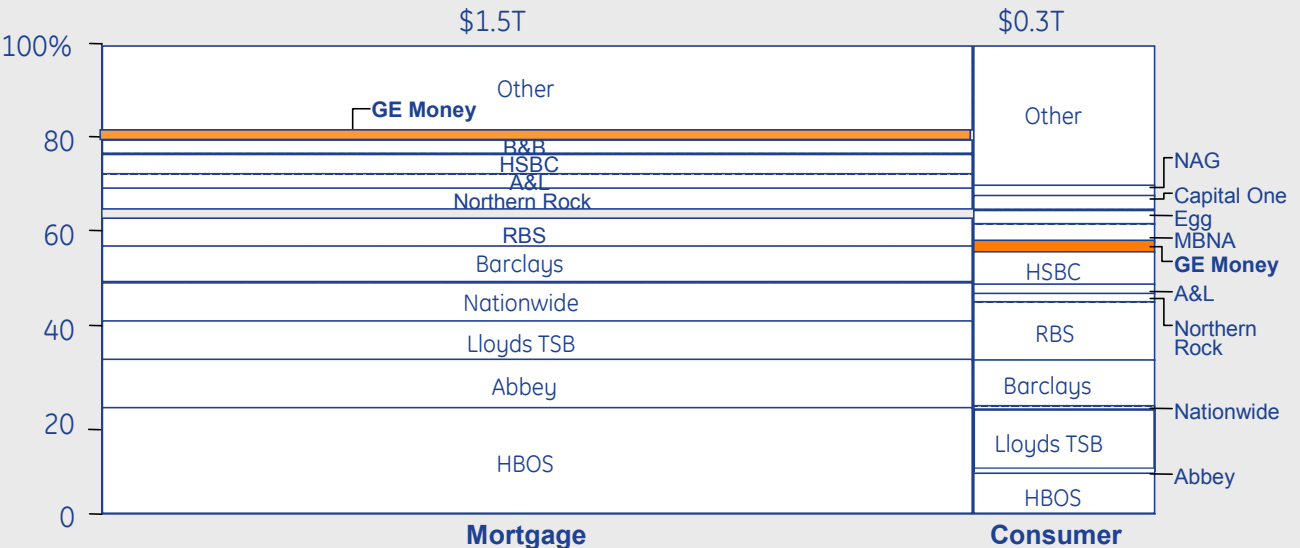 $1.5T $0.3T
100%
80
60
40
20
0
Other
GE Money
B&B
HSBC
A&L
Northern Rock
RBS
Barclays
Nationwide
Lloyds TSB
Abbey
HBOS
Mortgage
Other
HSBC
RBS
Barclays
Lloyds TSB
HBOS
Consumer
NAG
Capital One
Egg
MBNA
GE Money
A&L
Northern
Rock
Nationwide
Abbey